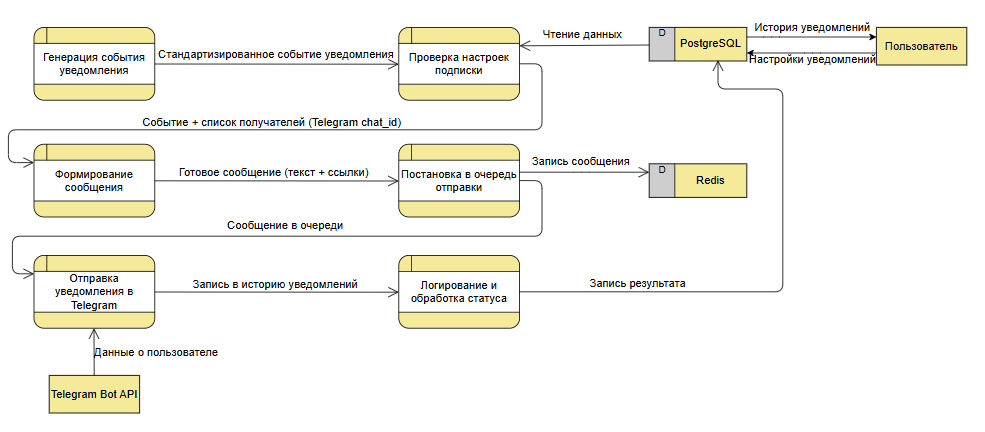 История уведомлений
D
Генерация события
уведомления
Стандартизированное событие уведомления
Проверка настроек
подписки
Чтение данных
PostgreSQL
Пользователь
Настройки уведомлений
Событие + список получателей (Telegram chat_id)
D
Формирование
сообщения
Готовое сообщение (текст + ссылки)
Постановка в очередь
отправки
Запись сообщения
Redis
Сообщение в очереди
Отправка
уведомления в
Telegram
Запись в историю уведомлений
Логирование и
обработка статуса
Запись результата
Данные о пользователе
Telegram Bot API